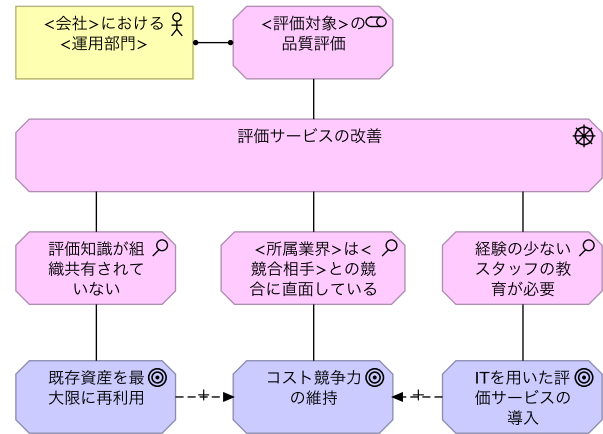 <会社>における
<運用部門>
<評価対象>の
品質評価
評価サービスの改善
評価知識が組
織共有されて
いない
<所属業界>は<
競合相手>との競
合に直面している
経験の少ない
スタッフの教
育が必要
既存資産を最
大限に再利用
+
コスト競争力
の維持
+
ITを用いた評
価サービスの
導入